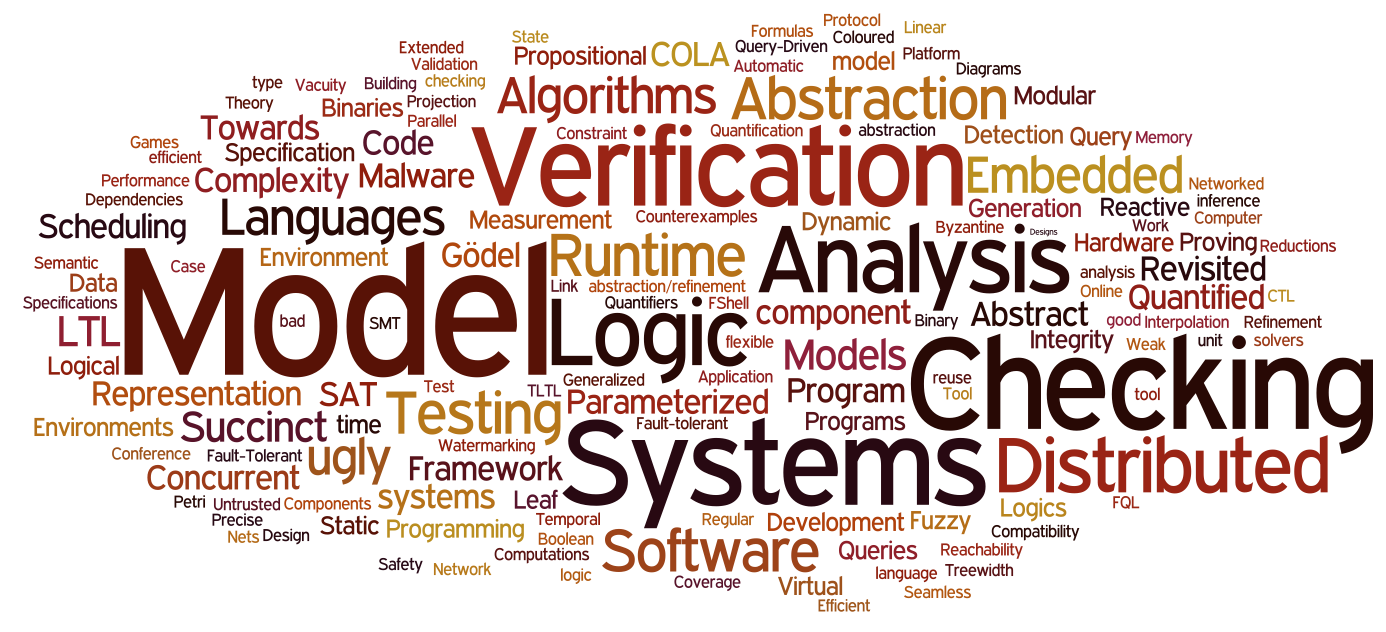 Protocol
Formulas
Linear
State
Coloured
Query-Driven
Extended
Propositional
COLA
Platform
model
Validation
Automatic
Diagrams
type
Vacuity
Building
checking
Algorithms
Abstraction
Modular
Theory
Binaries
Projection
Parallel
Towards
Constraint
Quantification
abstraction
Detection
Query
Memory
Games
efficient
Specification
Code
Verification
Performance
Complexity
Malware
Embedded
Networked
Dependencies
inference
Scheduling
Languages
Measurement
Counterexamples
Dynamic
Generation
Reactive
Computer
Byzantine
Designs
Work
Analysis
Hardware
Proving
Reductions
Environment
Gödel
Runtime
Semantic
Case
Model
analysis
Revisited
Data
Link
abstraction/refinement
Online
Quantified
CTL
Specifications
Quantifiers
FShell
component
Binary
Abstract
good
Interpolation
Refinement
LTL
bad
SMT
Logic
flexible
Integrity
Weak
unit
solvers
Logical
Models
Checking
Representation
SAT
Test
TLTL
Generalized
Application
Program
reuse
Tool
tool
Environments
Succinct
time
Testing
Parameterized
Fault-tolerant
Programs
Conference
Fault-Tolerant
ugly
Watermarking
Framework
Systems
Distributed
Concurrent
Petri
Untrusted
Components
systems
Leaf
FQL
Logics
Precise
Nets
Design
Static
Programming
Temporal
Regular
Development
Fuzzy
Compatibility
Boolean
Software
Computations
Queries
Reachability
Safety
Network
logic
Coverage
Virtual
language
Treewidth
Seamless
Efficient